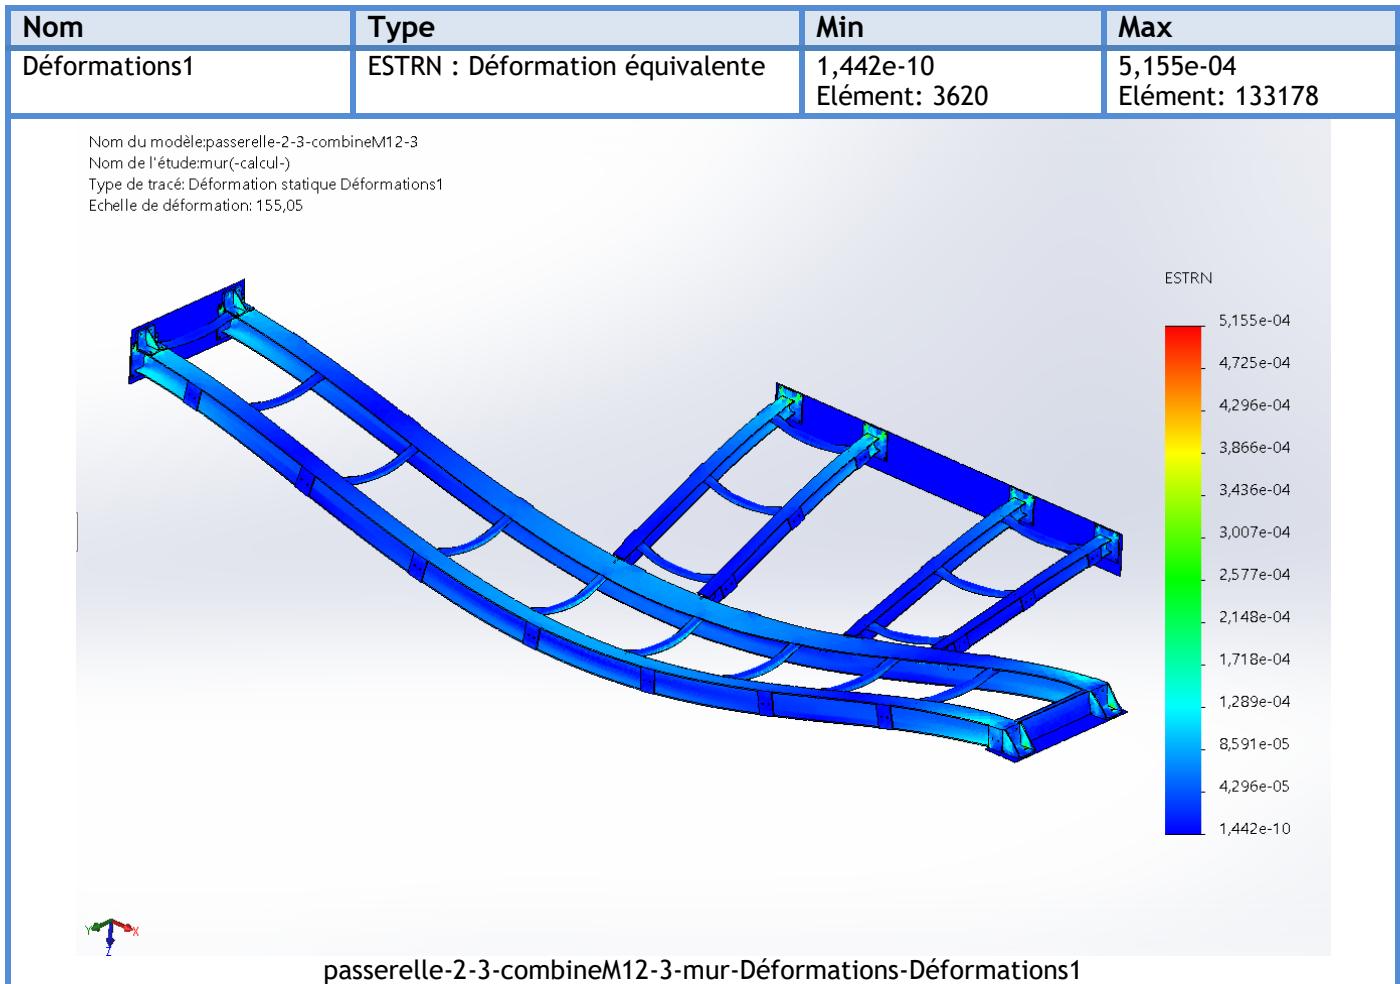 Nom Type Min Max
Déformations1 ESTRN : Déformation équivalente 1,442e-10 5,155e-04
Elément: 3620 Elément: 133178
Nom du modèle:passerelle-2-3-combineM12-3
Nom de l'étude:mur(-calcul-)
Type de tracé: Déformation statique Déformations1
Echelle de déformation: 155,05
ESTRN
5,155e-04
4,725e-04
4,296e-04
3,866e-04
3,436e-04
3,007e-04
2,577e-04
2,148e-04
1,718e-04
1,289e-04
8,591e-05
4,296e-05
1,442e-10
Y X
Z
passerelle-2-3-combineM12-3-mur-Déformations-Déformations1